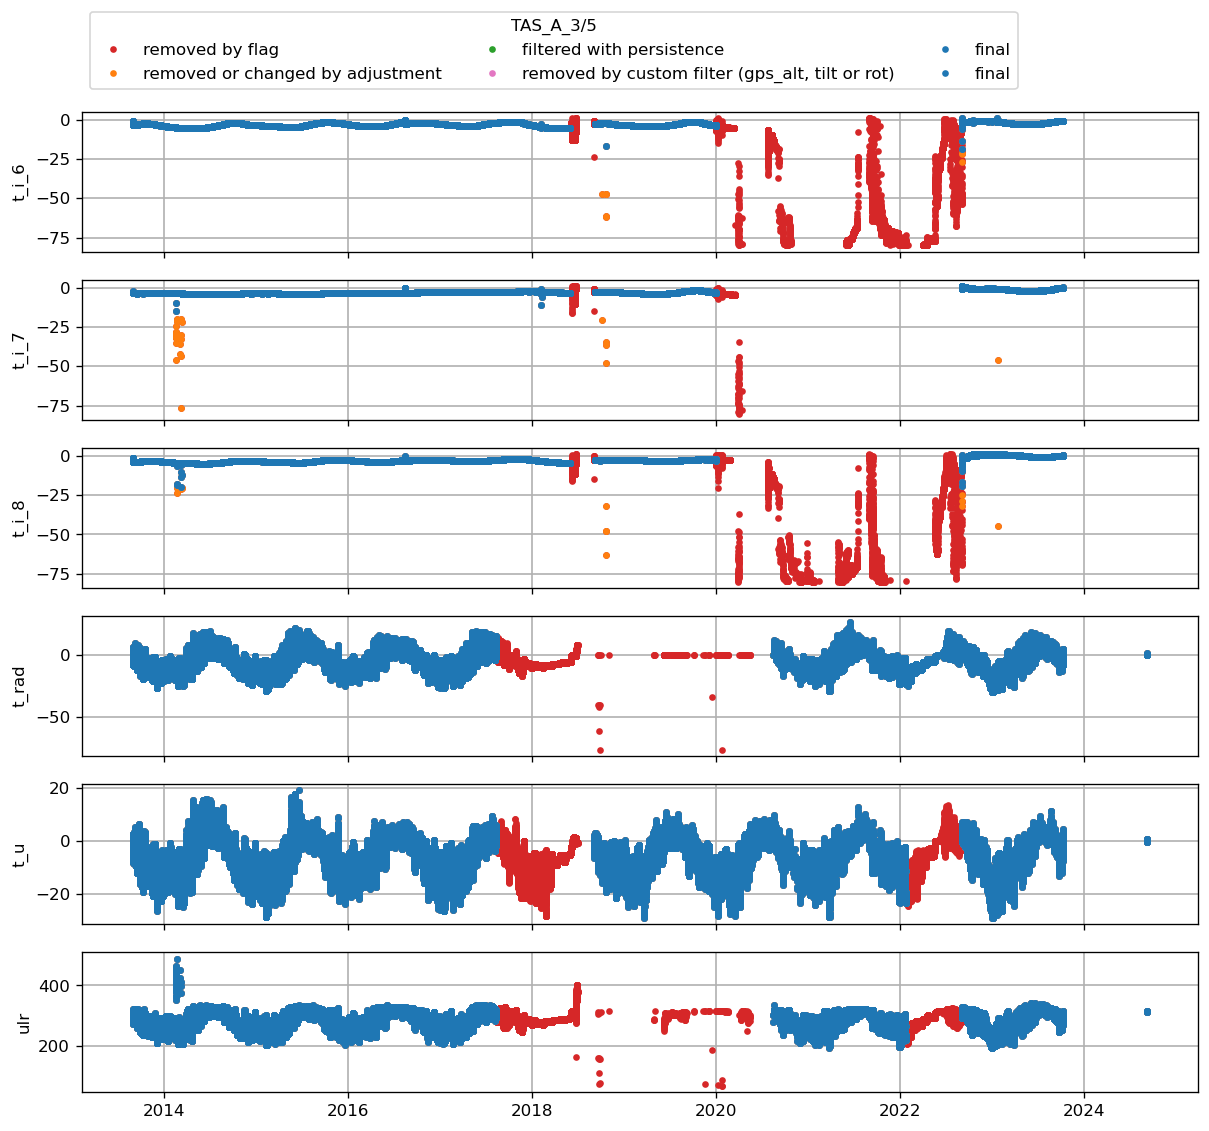 TAS_A_3/5
removed by flag filtered with persistence final
removed or changed by adjustment removed by custom filter (gps_alt, tilt or rot) final
t_i_6
0
−25
−50
−75
t_i_7
0
−25
−50
−75
t_i_8
0
−25
−50
−75
t_rad
0
−50
t_u
20
0
−20
ulr
400
200
2014 2016 2018 2020 2022 2024